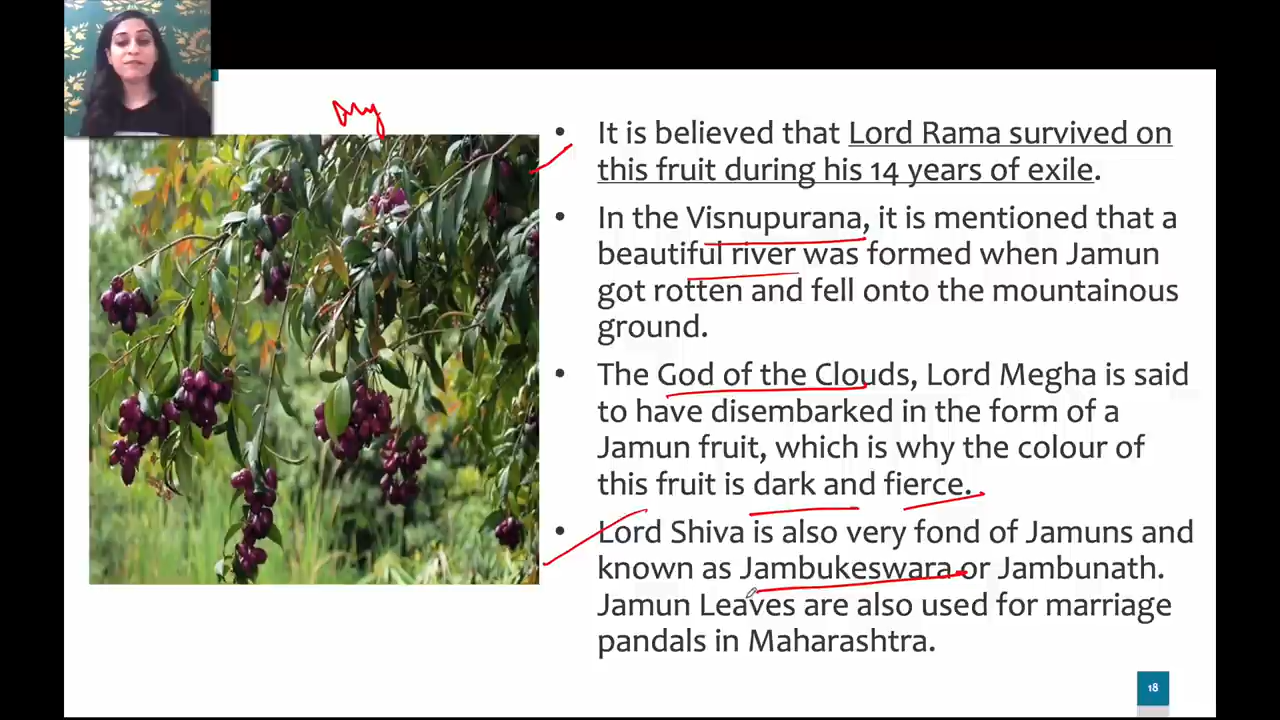 • It is believed that Lord Rama survived on
this fruit during his 14 years of exile.
• In the Visnupurana, it is mentioned that a
beautiful river was formed when Jamun
got rotten and fell onto the mountainous
ground.
• The God of the Clouds, Lord Megha is said
to have disembarked in the form of a
Jamun fruit, which is why the colour of
this fruit is dark and fierce.
• Lord Shiva is also very fond of Jamuns and
known as Jambukeswara or Jambunath.
Jamun Leaves are also used for marriage
pandals in Maharashtra.
18